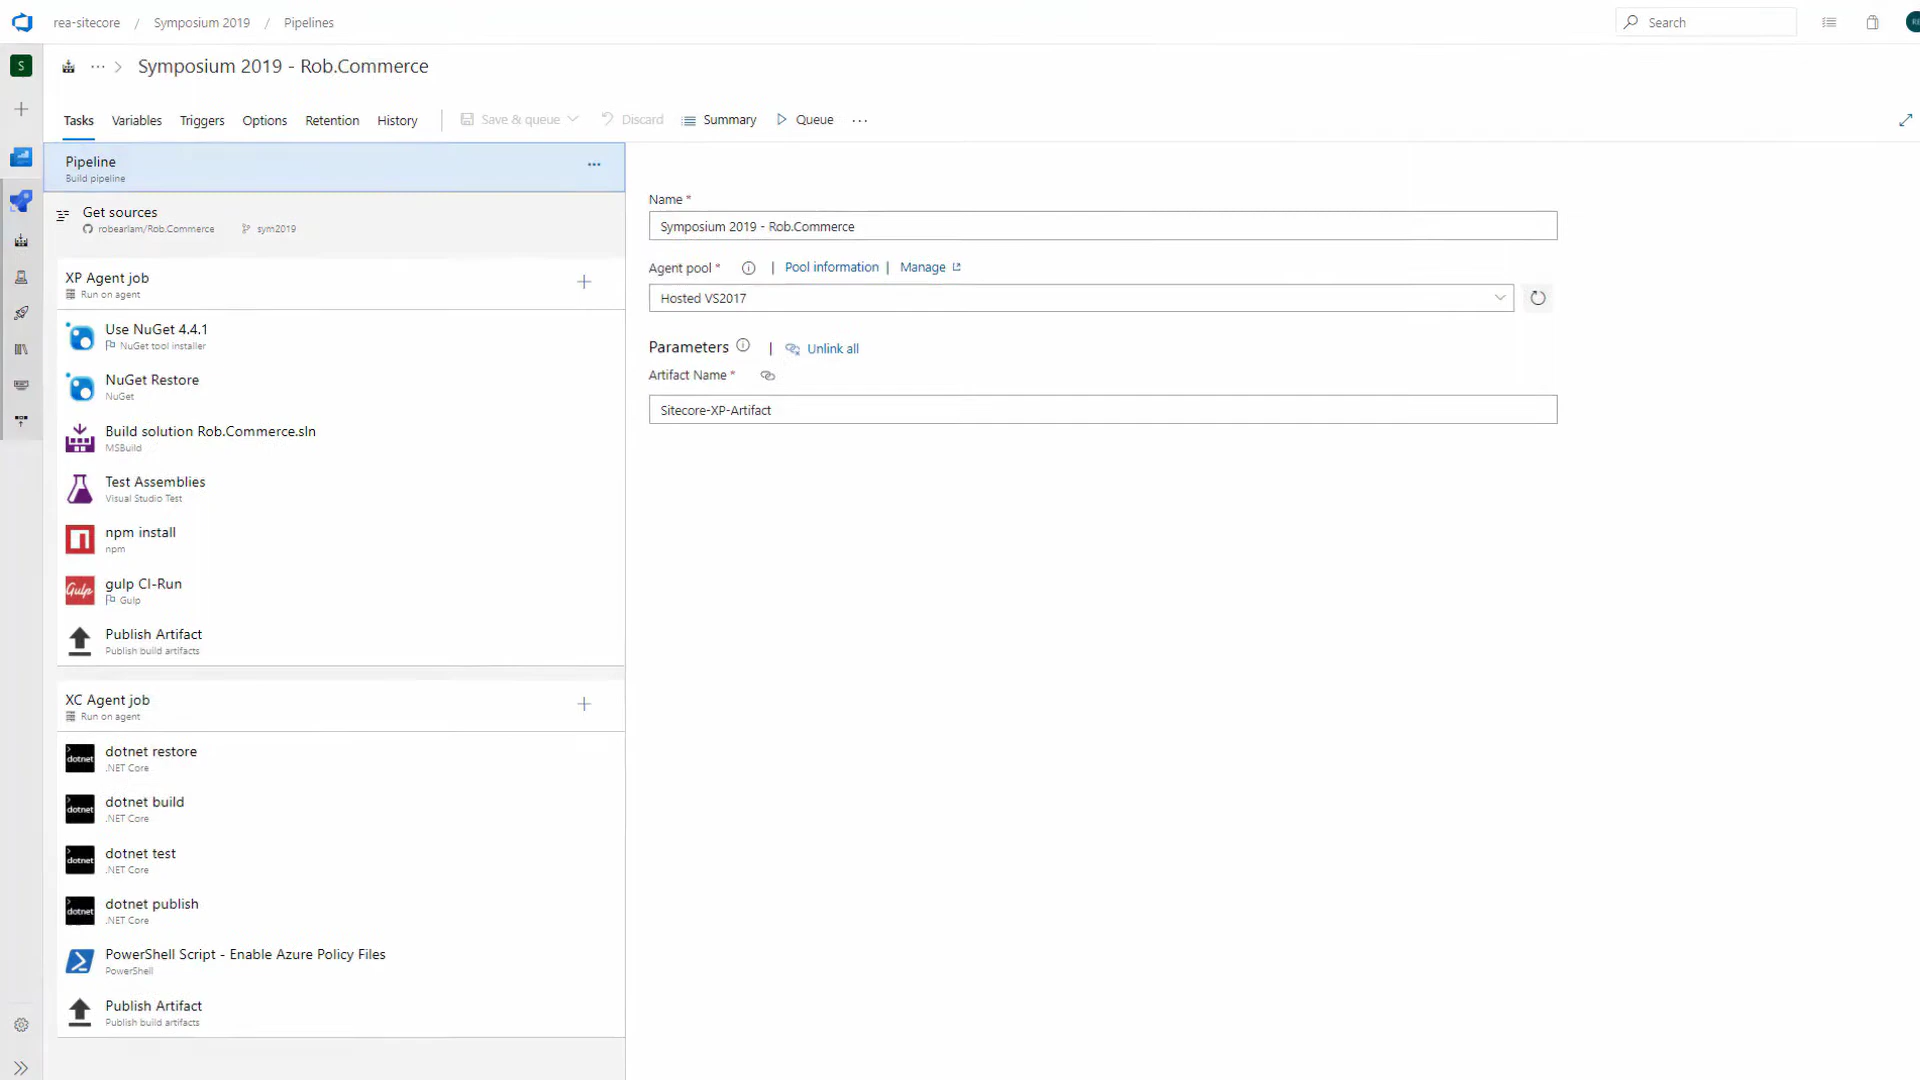 rea-sitecore / Symposium 2019 / Pipelines
Search
S
Symposium 2019 - Rob.Commerce
Tasks Variables Triggers Options Retention History Save & queue Discard Summary Queue
Pipeline
Build pipeline
Get sources
robearlam/Rob.Commerce sym2019
XP Agent job
Run on agent
Use NuGet 4.4.1
NuGet tool installer
NuGet Restore
NuGet
Build solution Rob.Commerce.sln
MSBuild
Test Assemblies
Visual Studio Test
npm install
npm
Gulp
gulp CI-Run
Gulp
Publish Artifact
Publish build artifacts
XC Agent job
Run on agent
dotnet
dotnet restore
.NET Core
dotnet
dotnet build
.NET Core
dotnet
dotnet test
.NET Core
dotnet
dotnet publish
.NET Core
PowerShell Script - Enable Azure Policy Files
PowerShell
Publish Artifact
Publish build artifacts
Name *
Symposium 2019 - Rob.Commerce
Agent pool * | Pool information | Manage
Hosted VS2017
Parameters | Unlink all
Artifact Name *
Sitecore-XP-Artifact